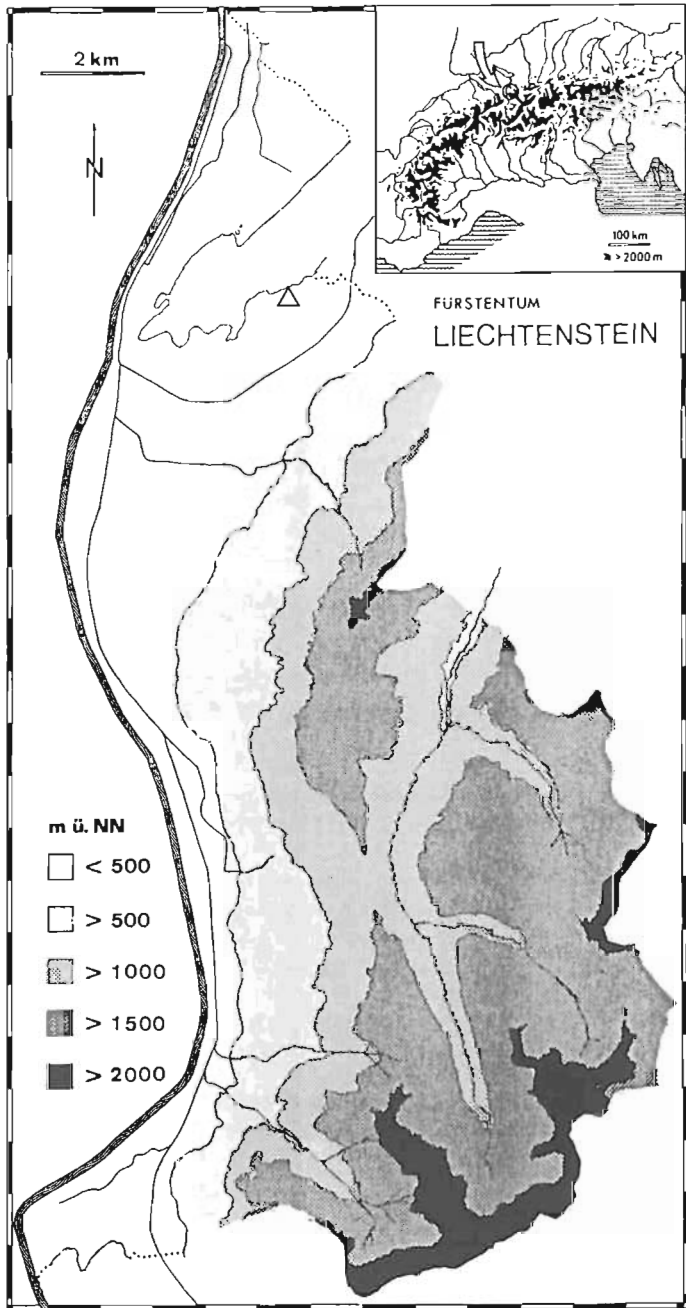 2 km
N
100 km
> 2000 m
FÜRSTENTUM
LIECHTENSTEIN
m ü. NN
< 500
> 500
> 1000
> 1500
> 2000